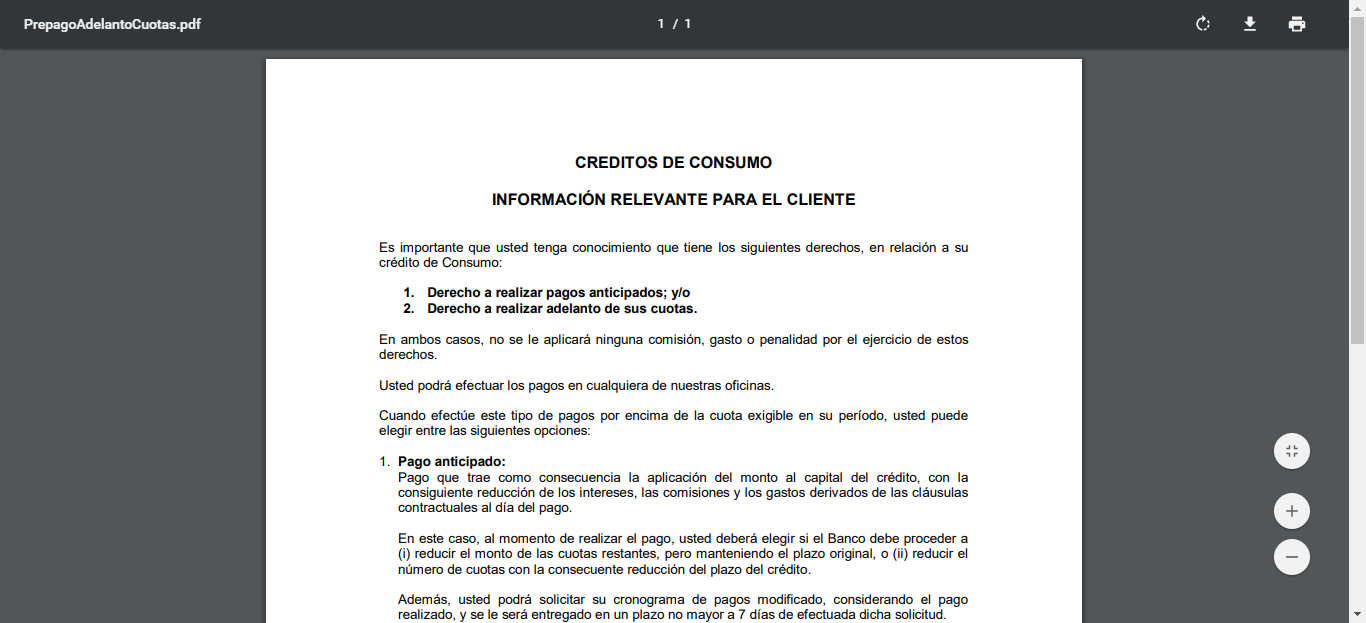 PrepagoAdelantoCuotas.pdf
1 / 1
CREDITOS DE CONSUMO
INFORMACIÓN RELEVANTE PARA EL CLIENTE
Es importante que usted tenga conocimiento que tiene los siguientes derechos, en relación a su
crédito de Consumo:
1. Derecho a realizar pagos anticipados; y/o
2. Derecho a realizar adelanto de sus cuotas.
En ambos casos, no se le aplicará ninguna comisión, gasto o penalidad por el ejercicio de estos
derechos.
Usted podrá efectuar los pagos en cualquiera de nuestras oficinas.
Cuando efectúe este tipo de pagos por encima de la cuota exigible en su período, usted puede
elegir entre las siguientes opciones:
1. Pago anticipado:
Pago que trae como consecuencia la aplicación del monto al capital del crédito, con la
consiguiente reducción de los intereses, las comisiones y los gastos derivados de las cláusulas
contractuales al día del pago.
En este caso, al momento de realizar el pago, usted deberá elegir si el Banco debe proceder a
(i) reducir el monto de las cuotas restantes, pero manteniendo el plazo original, o (ii) reducir el
número de cuotas con la consecuente reducción del plazo del crédito.
Además, usted podrá solicitar su cronograma de pagos modificado, considerando el pago
realizado, y se le será entregado en un plazo no mayor a 7 días de efectuada dicha solicitud.